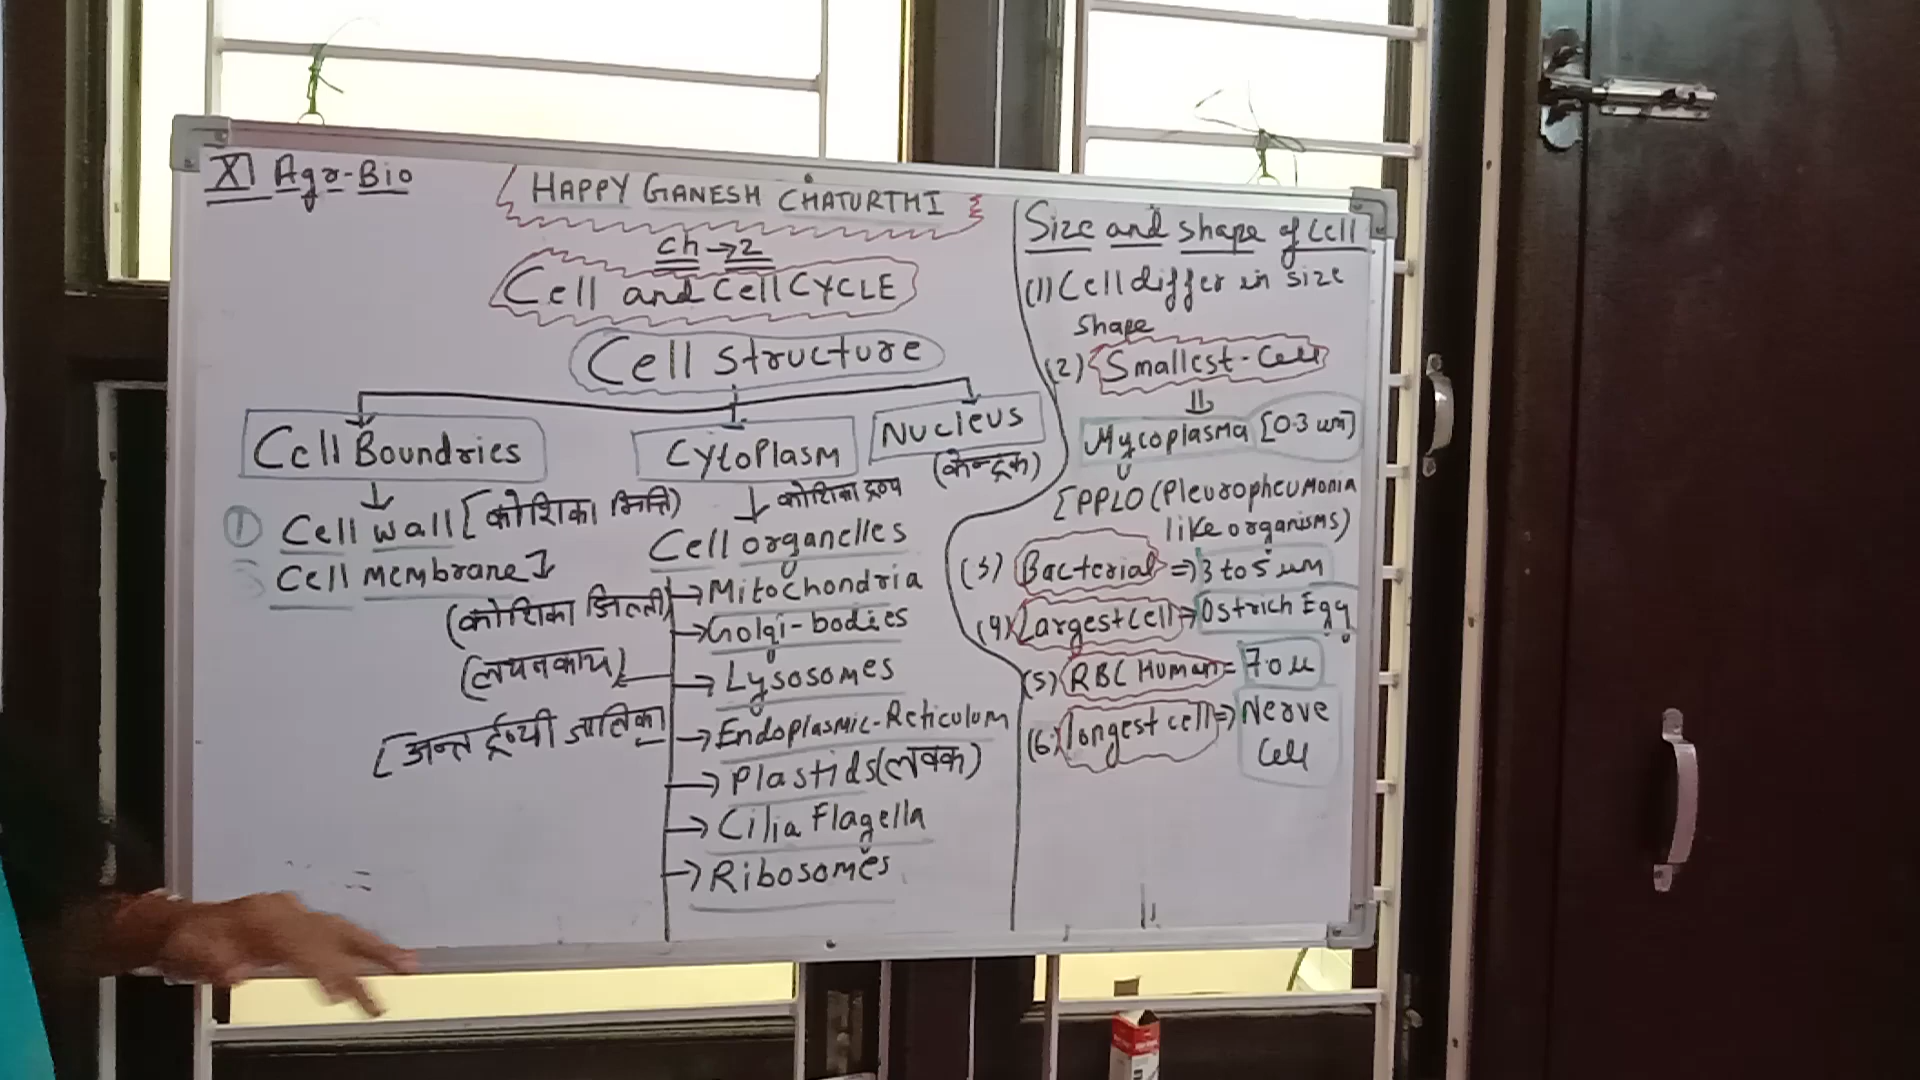 XI Agr-Bio
HAPPY GANESH CHATURTHI
ch → 2
Cell and Cell CYCLE
Cell Structure
Cell Boundries
① Cell wall [कोशिका भित्ति)
Cell membrane]
(कोशिका झिल्ली)
Cytoplasm
कोशिका द्रव्य
Cell organelles
→ Mitochondria
→ Golgi-bodies
(लयनकाय) → Lysosomes
[अन्त र्द्रव्यी जालिका → Endoplasmic-Reticulum
→ Plastids (लवक)
→ Cilia Flagella
→ Ribosomes
Nucleus
(केन्द्रक)
Size and shape of Cell
(1) Cell differ in size
shape
(2) Smallest-Cell
Mycoplasma [0.3 um]
[PPLO (Pleuropheumonia
like organisms)
(3) Bacterial ⇒ 3 to 5 um
(4) Largest Cell ⇒ Ostrich Egg
(5) RBC Human = 7.0 u
(6) longest cell ⇒ Nerve
Cell